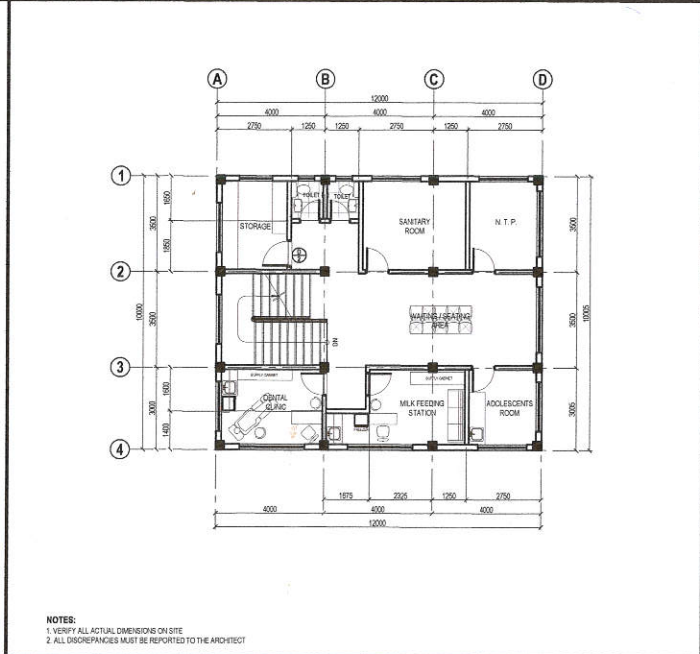 A B C D
12000
4000 4000 4000
2750 1250 1250 2750 1250 2750
1
2
3
4
1650
1850
3500
3500
10000
1600
1400
3000
3500
3500
10005
3005
TOILET TOILET
STORAGE
SANITARY
ROOM
N. T. P.
WAITING / SEATING
AREA
DN
SUPPLY CABINET
DENTAL
CLINIC
SUPPLY CABINET
MILK FEEDING
STATION
ADOLESCENTS
ROOM
1675 2325 1250 2750
4000 4000 4000
12000
NOTES:
1. VERIFY ALL ACTUAL DIMENSIONS ON SITE
2. ALL DISCREPANCIES MUST BE REPORTED TO THE ARCHITECT